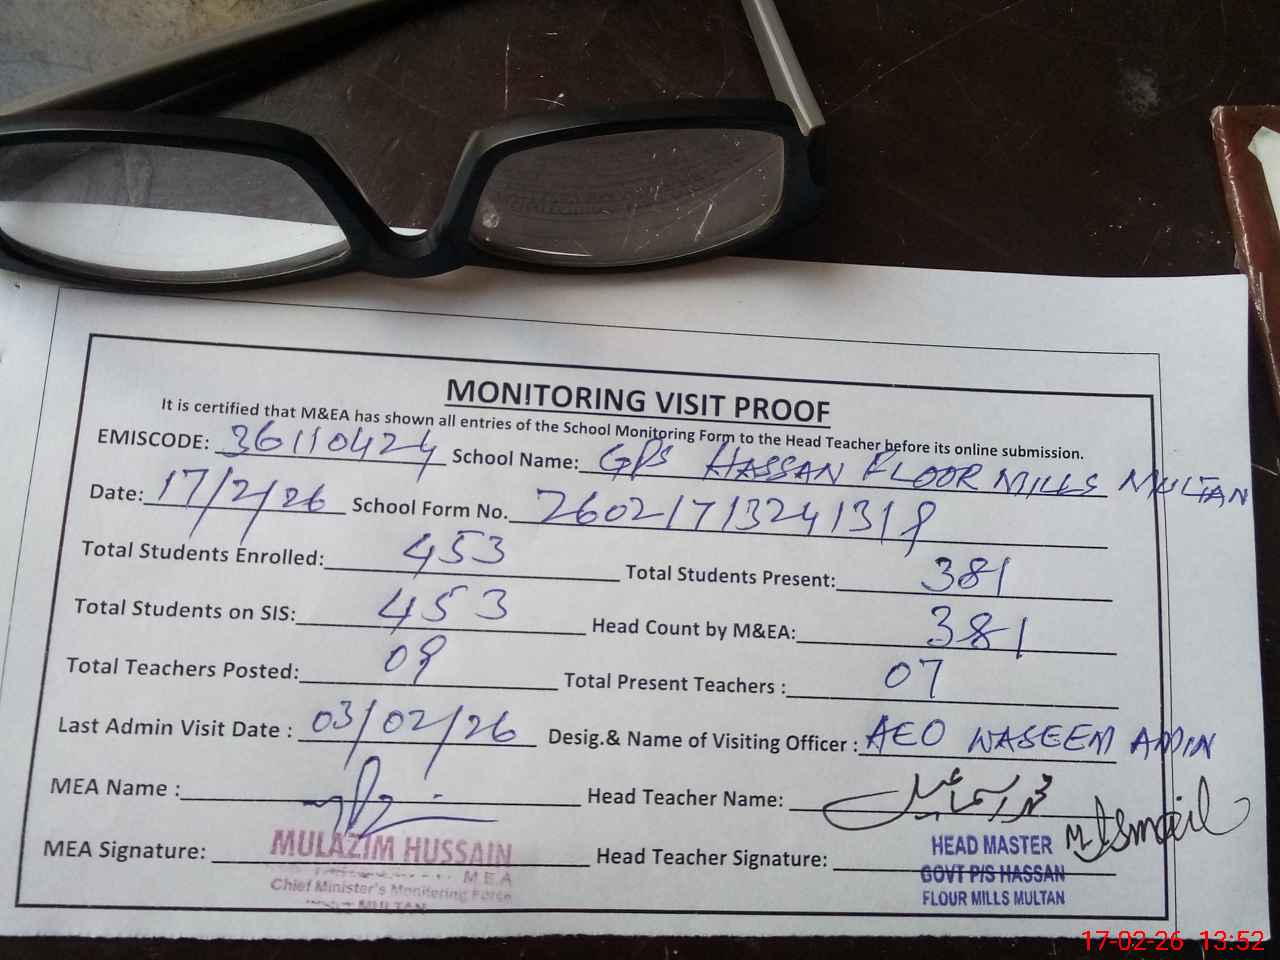 MONITORING VISIT PROOF
It is certified that M&EA has shown all entries of the School Monitoring Form to the Head Teacher before its online submission.
EMISCODE: 36110424 School Name: GPS HASSAN FLOOR MILLS MULTAN
Date: 17/2/26 School Form No. 26021713241318
Total Students Enrolled: 453 Total Students Present: 381
Total Students on SIS: 453 Head Count by M&EA: 381
Total Teachers Posted: 09 Total Present Teachers : 07
Last Admin Visit Date : 03/02/26 Desig.& Name of Visiting Officer : AEO WASEEM AMIN
MEA Name : Head Teacher Name: محمد اسماعیل M Ismail
MEA Signature: MULAZIM HUSSAIN Head Teacher Signature: HEAD MASTER
MEA GOVT P/S HASSAN
Chief Minister's Monitoring Force FLOUR MILLS MULTAN
MULTAN
17-02-26 13:52